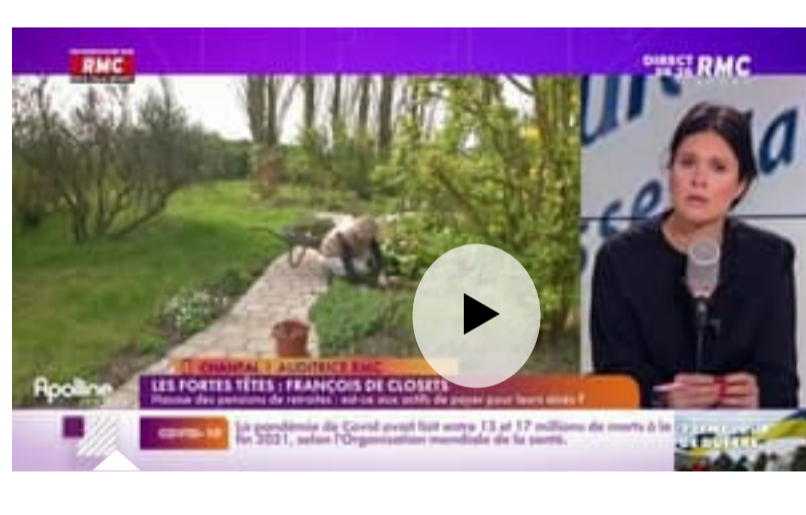 RMC
DIRECT RMC
CHANTAL | AUDITRICE RMC
Apolline
LES FORTES TÊTES : FRANÇOIS DE CLOSETS
Hausse des pensions de retraites : est-ce aux actifs de payer pour leurs aînés ?
COVID-19
La pandémie de Covid avait fait entre 13 et 17 millions de morts à la
fin 2021, selon l'Organisation mondiale de la santé.